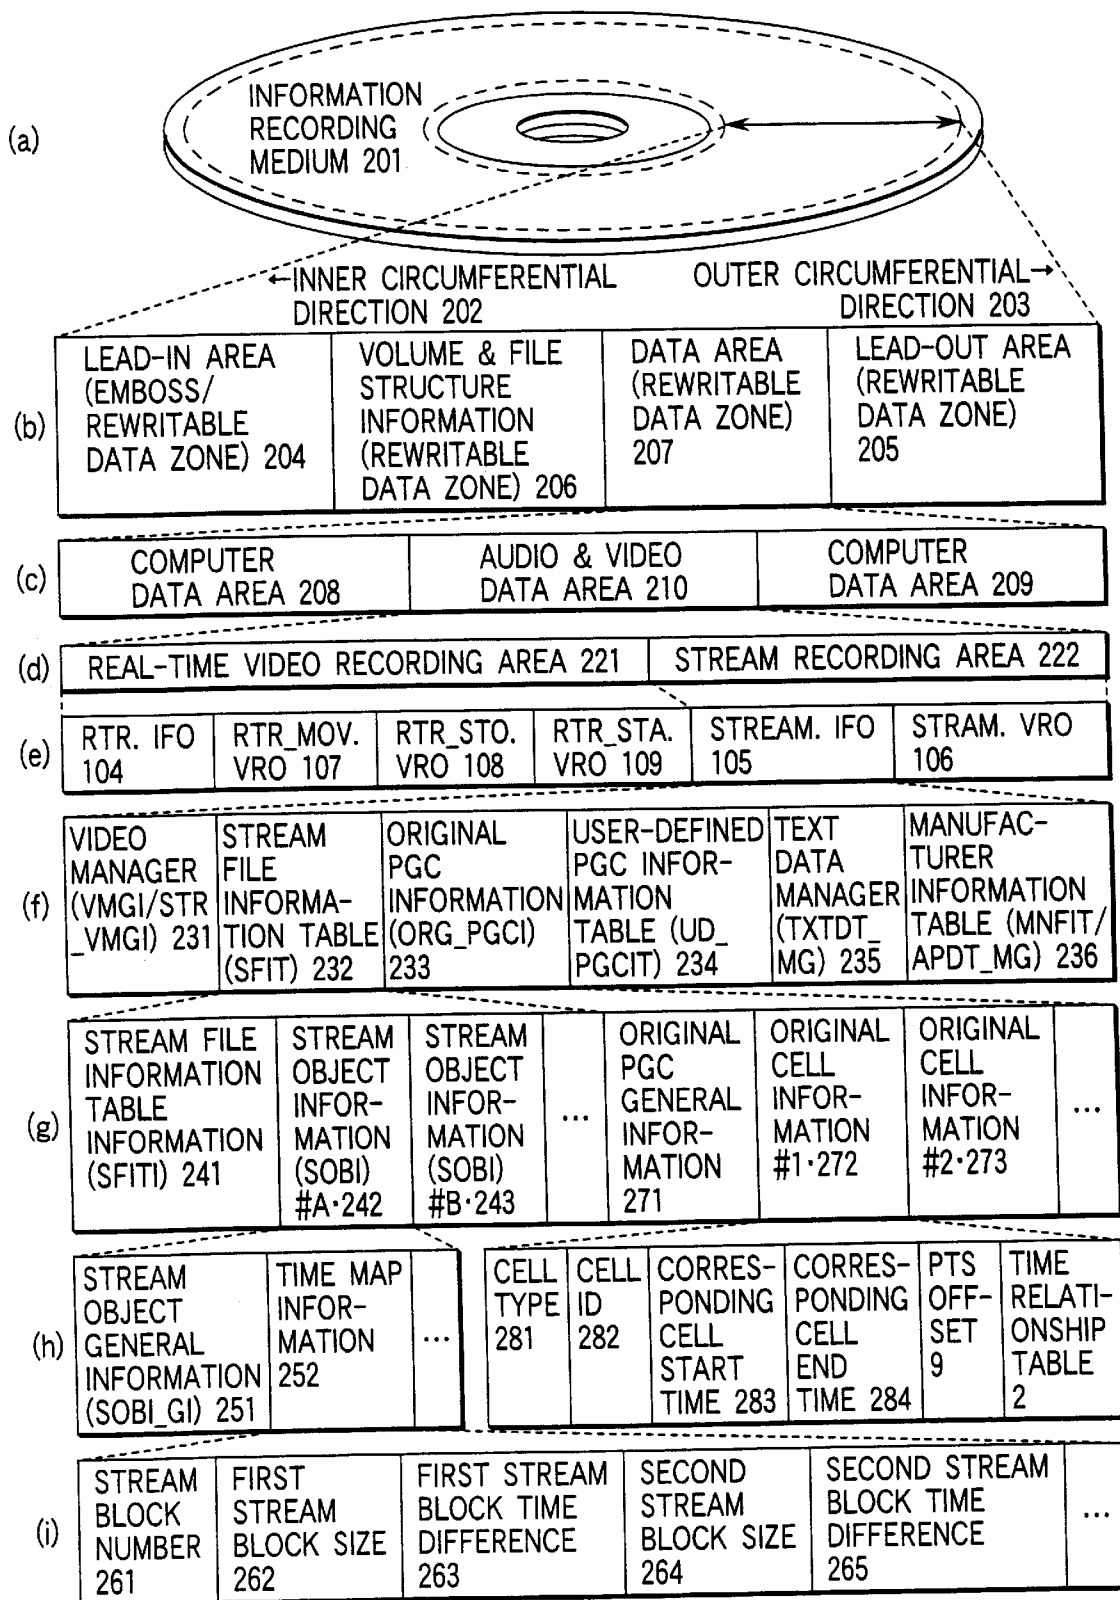 (a)
INFORMATION
RECORDING
MEDIUM 201
←INNER CIRCUMFERENTIAL
DIRECTION 202
OUTER CIRCUMFERENTIAL→
DIRECTION 203
(b)
LEAD-IN AREA
(EMBOSS/
REWRITABLE
DATA ZONE) 204
VOLUME & FILE
STRUCTURE
INFORMATION
(REWRITABLE
DATA ZONE) 206
DATA AREA
(REWRITABLE
DATA ZONE)
207
LEAD-OUT AREA
(REWRITABLE
DATA ZONE)
205
(c)
COMPUTER
DATA AREA 208
AUDIO & VIDEO
DATA AREA 210
COMPUTER
DATA AREA 209
(d)
REAL-TIME VIDEO RECORDING AREA 221
STREAM RECORDING AREA 222
(e)
RTR. IFO
104
RTR_MOV.
VRO 107
RTR_STO.
VRO 108
RTR_STA.
VRO 109
STREAM. IFO
105
STRAM. VRO
106
(f)
VIDEO
MANAGER
(VMGI/STR
_VMGI) 231
STREAM
FILE
INFORMA-
TION TABLE
(SFIT) 232
ORIGINAL
PGC
INFORMATION
(ORG_PGCI)
233
USER-DEFINED
PGC INFOR-
MATION
TABLE (UD_
PGCIT) 234
TEXT
DATA
MANAGER
(TXTDT_
MG) 235
MANUFAC-
TURER
INFORMATION
TABLE (MNFIT/
APDT_MG) 236
(g)
STREAM FILE
INFORMATION
TABLE
INFORMATION
(SFITI) 241
STREAM
OBJECT
INFOR-
MATION
(SOBI)
#A·242
STREAM
OBJECT
INFOR-
MATION
(SOBI)
#B·243
...
ORIGINAL
PGC
GENERAL
INFOR-
MATION
271
ORIGINAL
CELL
INFOR-
MATION
#1·272
ORIGINAL
CELL
INFOR-
MATION
#2·273
...
(h)
STREAM
OBJECT
GENERAL
INFORMATION
(SOBI_GI) 251
TIME MAP
INFOR-
MATION
252
...
CELL
TYPE
281
CELL
ID
282
CORRES-
PONDING
CELL
START
TIME 283
CORRES-
PONDING
CELL
END
TIME 284
PTS
OFF-
SET
9
TIME
RELATI-
ONSHIP
TABLE
2
(i)
STREAM
BLOCK
NUMBER
261
FIRST
STREAM
BLOCK SIZE
262
FIRST STREAM
BLOCK TIME
DIFFERENCE
263
SECOND
STREAM
BLOCK SIZE
264
SECOND STREAM
BLOCK TIME
DIFFERENCE
265
...